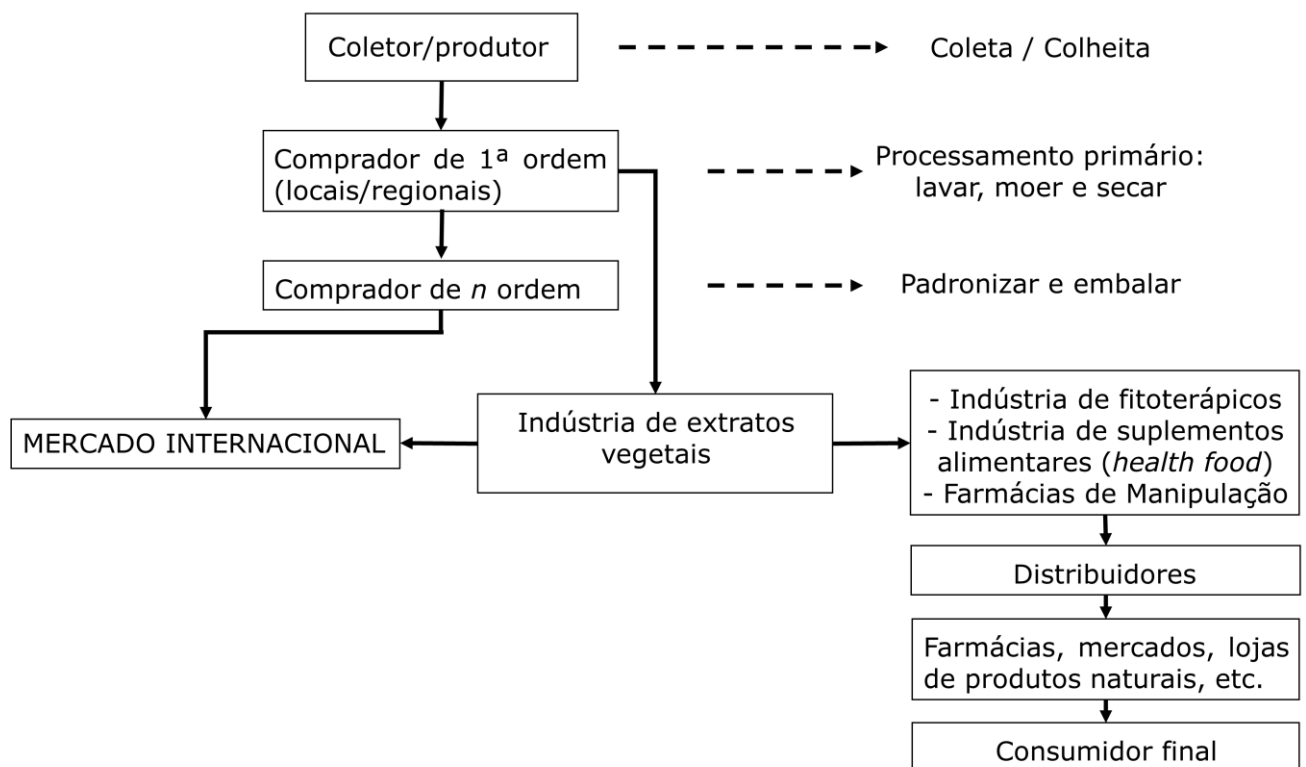 Coletor/produtor
Coleta / Colheita
Comprador de 1ª ordem
(locais/regionais)
Processamento primário:
lavar, moer e secar
Comprador de n ordem
Padronizar e embalar
MERCADO INTERNACIONAL
Indústria de extratos
vegetais
- Indústria de fitoterápicos
- Indústria de suplementos
alimentares (health food)
- Farmácias de Manipulação
Distribuidores
Farmácias, mercados, lojas
de produtos naturais, etc.
Consumidor final